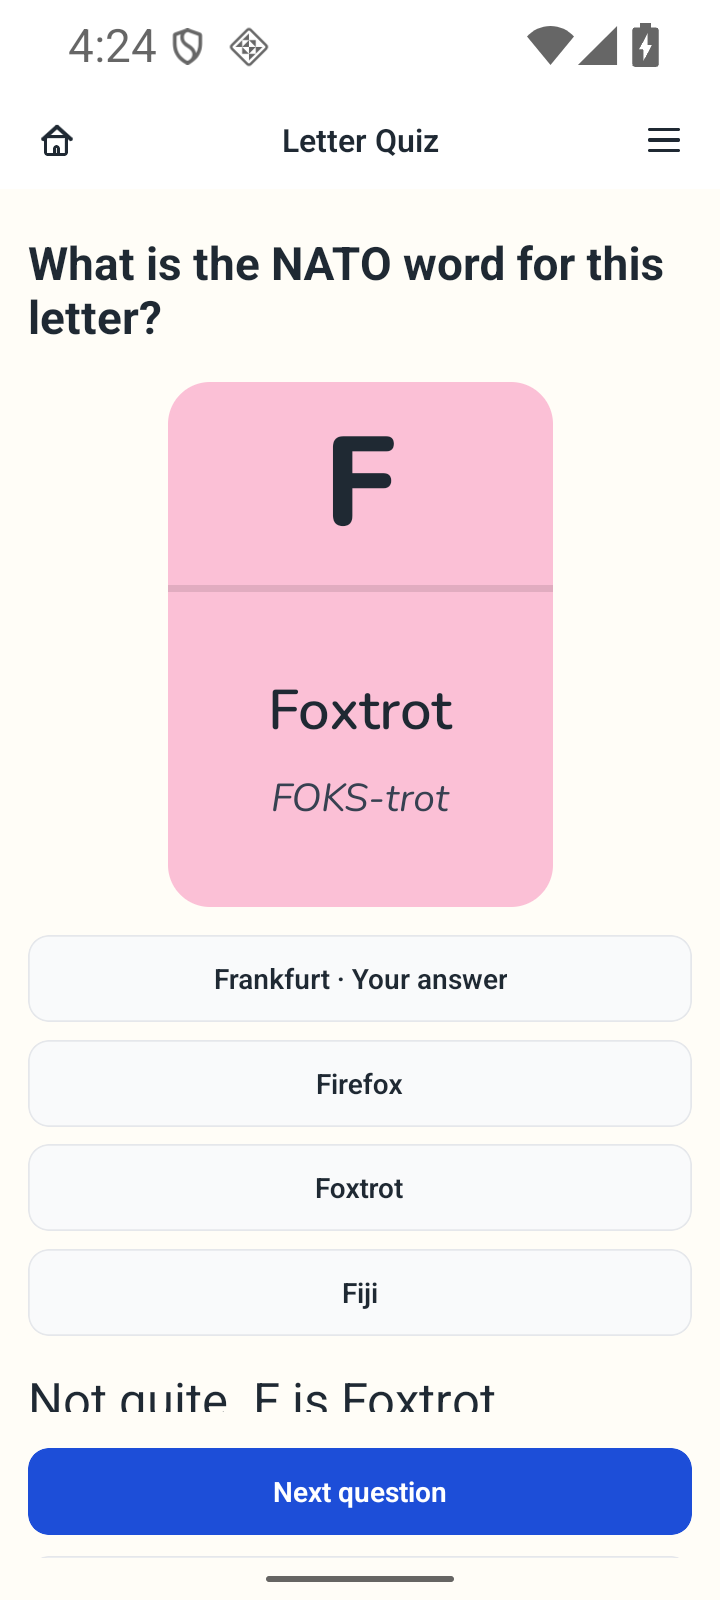 4:24
Letter Quiz
What is the NATO word for this
letter?
F
Foxtrot
FOKS-trot
Frankfurt · Your answer
Firefox
Foxtrot
Fiji
Not quite. F is Foxtrot
Next question